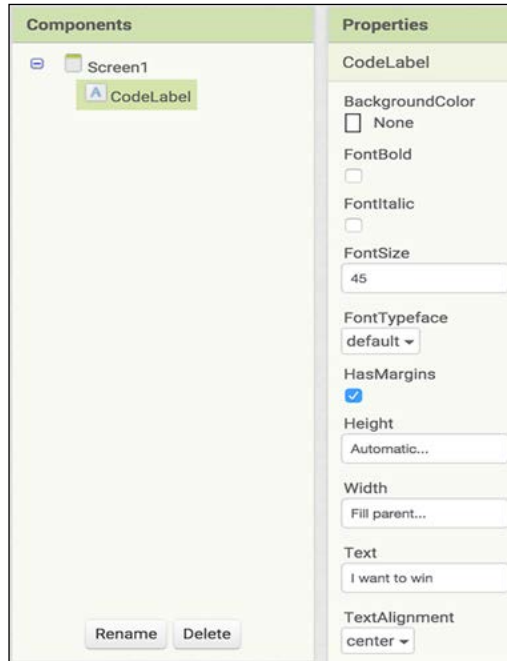 Components
Screen1
A CodeLabel
Rename Delete
Properties
CodeLabel
BackgroundColor
None
FontBold
FontItalic
FontSize
45
FontTypeface
default
HasMargins
Height
Automatic...
Width
Fill parent...
Text
I want to win
TextAlignment
center